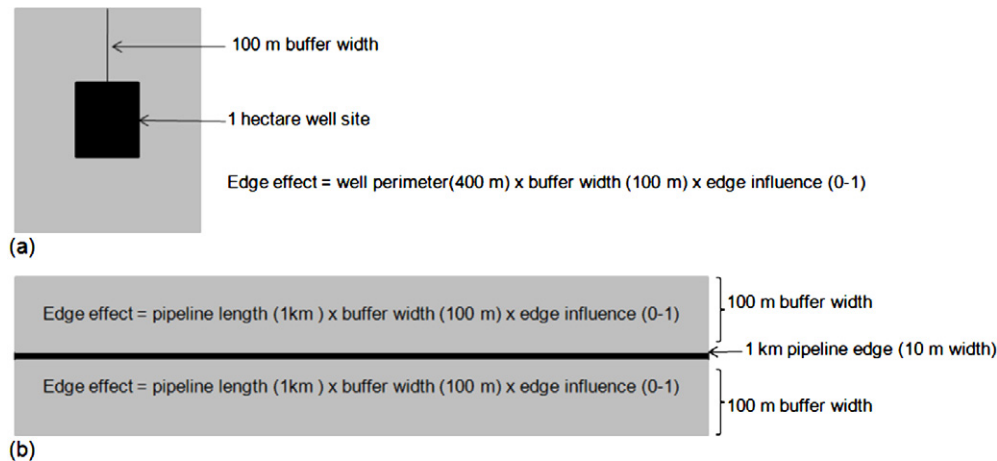 100 m buffer width
1 hectare well site
Edge effect = well perimeter(400 m) x buffer width (100 m) x edge influence (0-1)
(a)
Edge effect = pipeline length (1km ) x buffer width (100 m) x edge influence (0-1)
100 m buffer width
1 km pipeline edge (10 m width)
Edge effect = pipeline length (1km ) x buffer width (100 m) x edge influence (0-1)
100 m buffer width
(b)